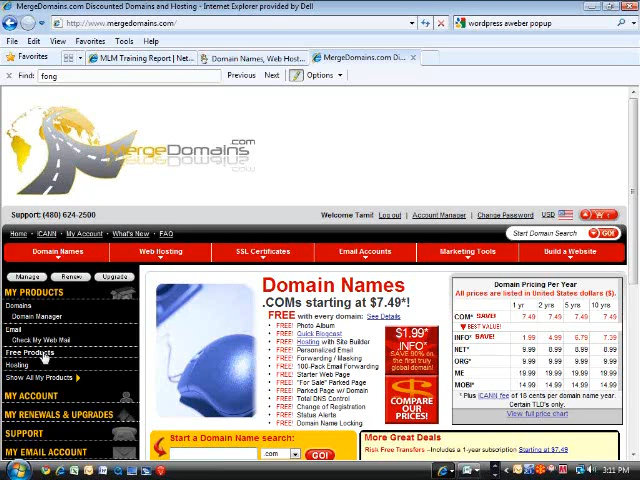 MergeDomains.com Discounted Domains and Hosting - Internet Explorer provided by Dell
http://www.mergedomains.com/
wordpress aweber popup
File Edit View Favorites Tools Help
Favorites
MLM Training Report | Net...
Domain Names, Web Host...
MergeDomains.com Di...
Find: fong Previous Next Options
MergeDomains.com
Support: (480) 624-2500
Welcome Tami! Log out | Account Manager | Change Password USD
Home ICANN My Account What's New FAQ
Start Domain Search GO!
Domain Names Web Hosting SSL Certificates Email Accounts Marketing Tools Build a Website
Manage Renew Upgrade
MY PRODUCTS
Domains
Domain Manager
Email
Check My Web Mail
Free Products
Hosting
Show All My Products
MY ACCOUNT
MY RENEWALS & UPGRADES
SUPPORT
MY EMAIL ACCOUNT
Domain Names
.COMs starting at $7.49*!
FREE with every domain: See Details
FREE! Photo Album
FREE! Quick Blogcast
FREE! Hosting with Site Builder
FREE! Personalized Email
FREE! Forwarding / Masking
FREE! 100-Pack Email Forwarding
FREE! Starter Web Page
FREE! "For Sale" Parked Page
FREE! Parked Page
FREE! Total DNS Control
FREE! Change of Registration
FREE! Status Alerts
FREE! Domain Name Locking
$1.99*
.INFO*
SAVE 90% on
the first truly
global domain!
COMPARE
OUR
PRICES!
Domain Pricing Per Year
All prices are listed in United States dollars ($).
1 yr 2 yrs 5 yrs 10 yrs
COM* SAVE! 7.49 7.49 7.49 7.49
BEST VALUE!
INFO* SAVE! 1.99 4.59 6.79 7.39
NET* 9.99 8.99 9.99 9.99
ORG* 9.99 9.99 9.99 9.99
ME 19.99 19.99 19.99 19.99
MOBI* 14.99 14.99 14.99 14.99
* Plus ICANN fee of 18 cents per domain name year.
Certain TLD's only.
View full price chart
Start a Domain Name search:
.com GO!
More Great Deals
Risk Free Transfers –Includes a 1-year subscription Starting at $7.49
3:11 PM